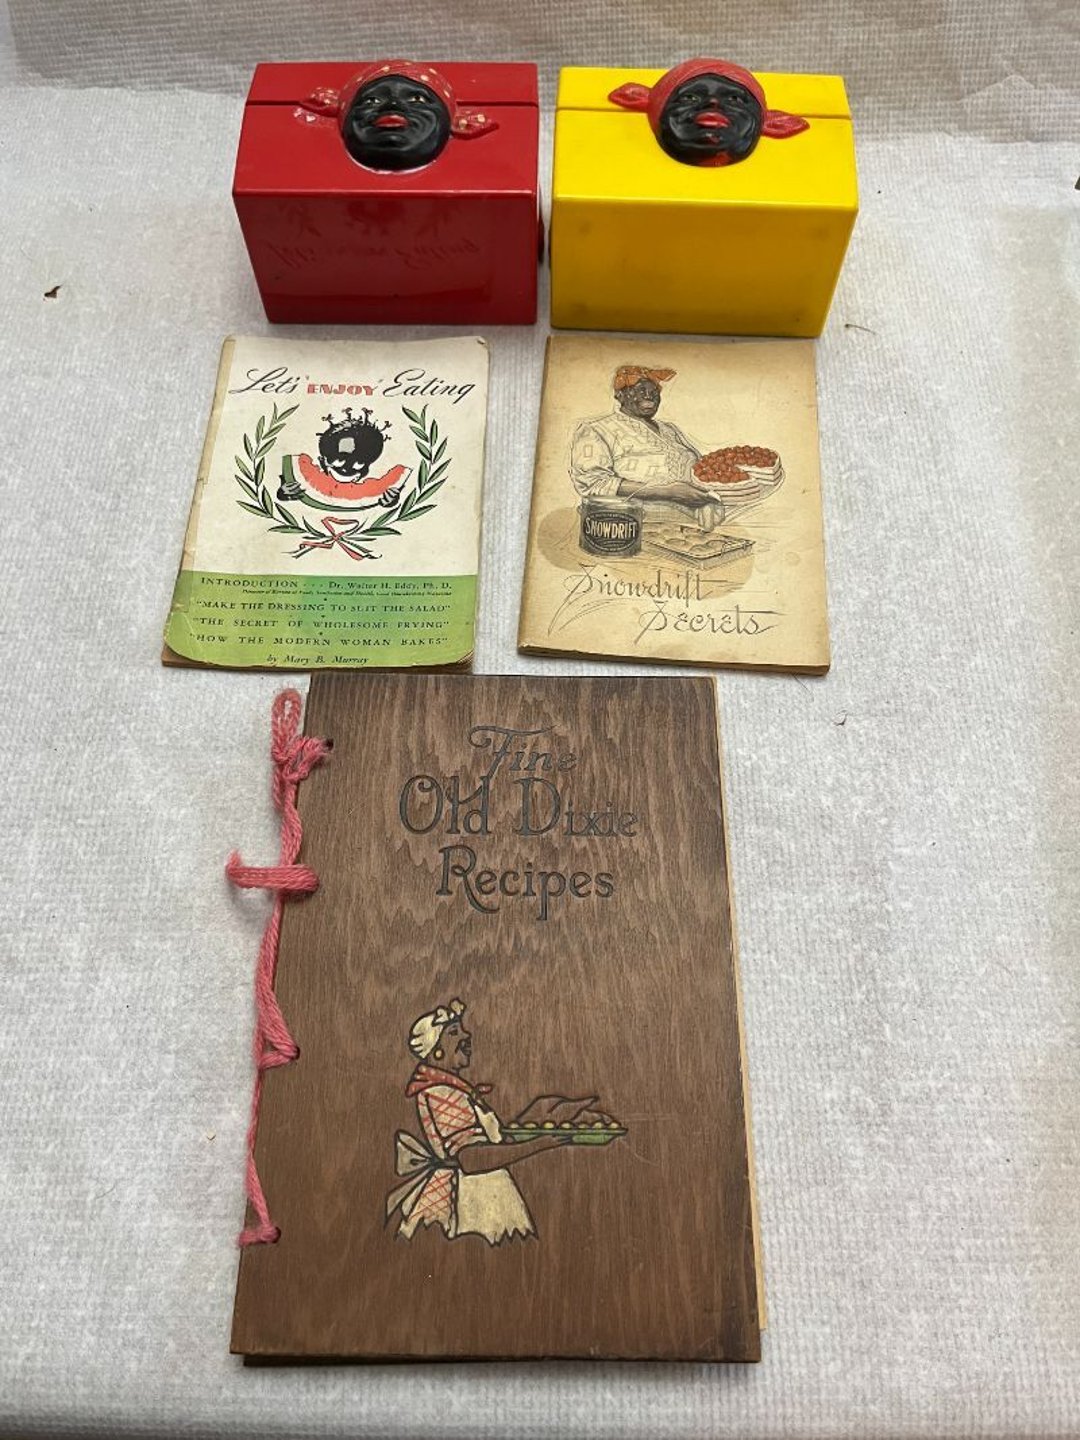 Let's "ENJOY" Eating
INTRODUCTION - - - Dr. Walter H. Eddy, Ph. D.
"MAKE THE DRESSING TO SUIT THE SALAD"
"THE SECRET OF WHOLESOME FRYING"
"HOW THE MODERN WOMAN BAKES"
by Mary B. Murray
SNOWDRIFT
Snowdrift
Secrets
Fine
Old Dixie
Recipes